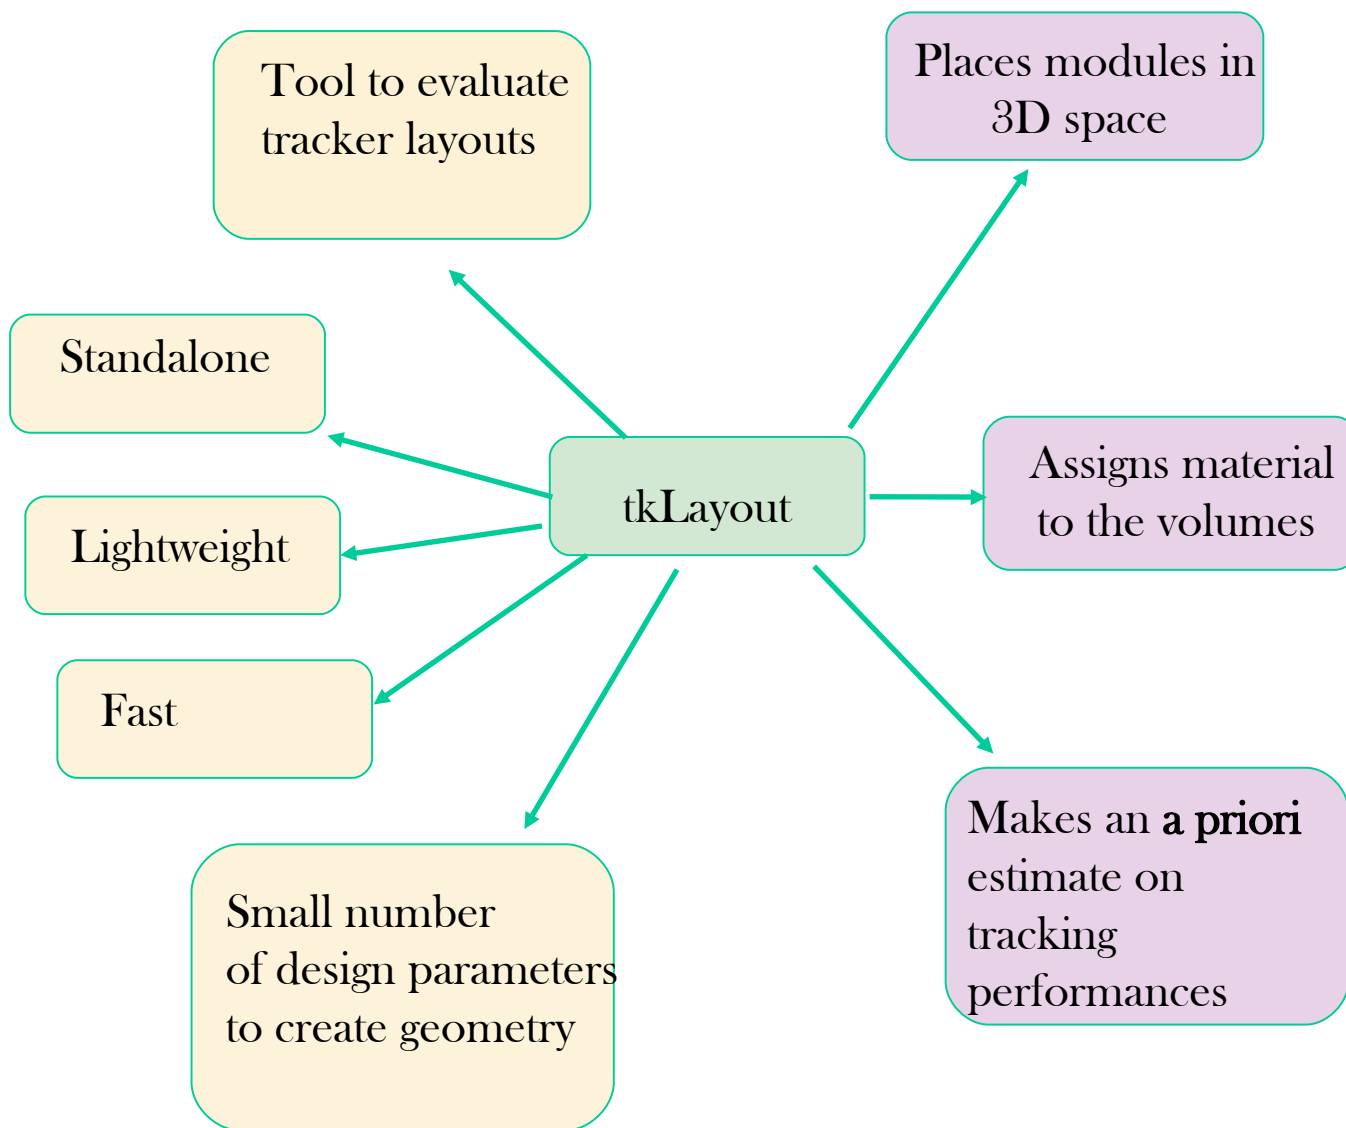 Tool to evaluate
tracker layouts
Places modules in
3D space
Standalone
Assigns material
to the volumes
tkLayout
Lightweight
Fast
Makes an a priori
estimate on
tracking
performances
Small number
of design parameters
to create geometry